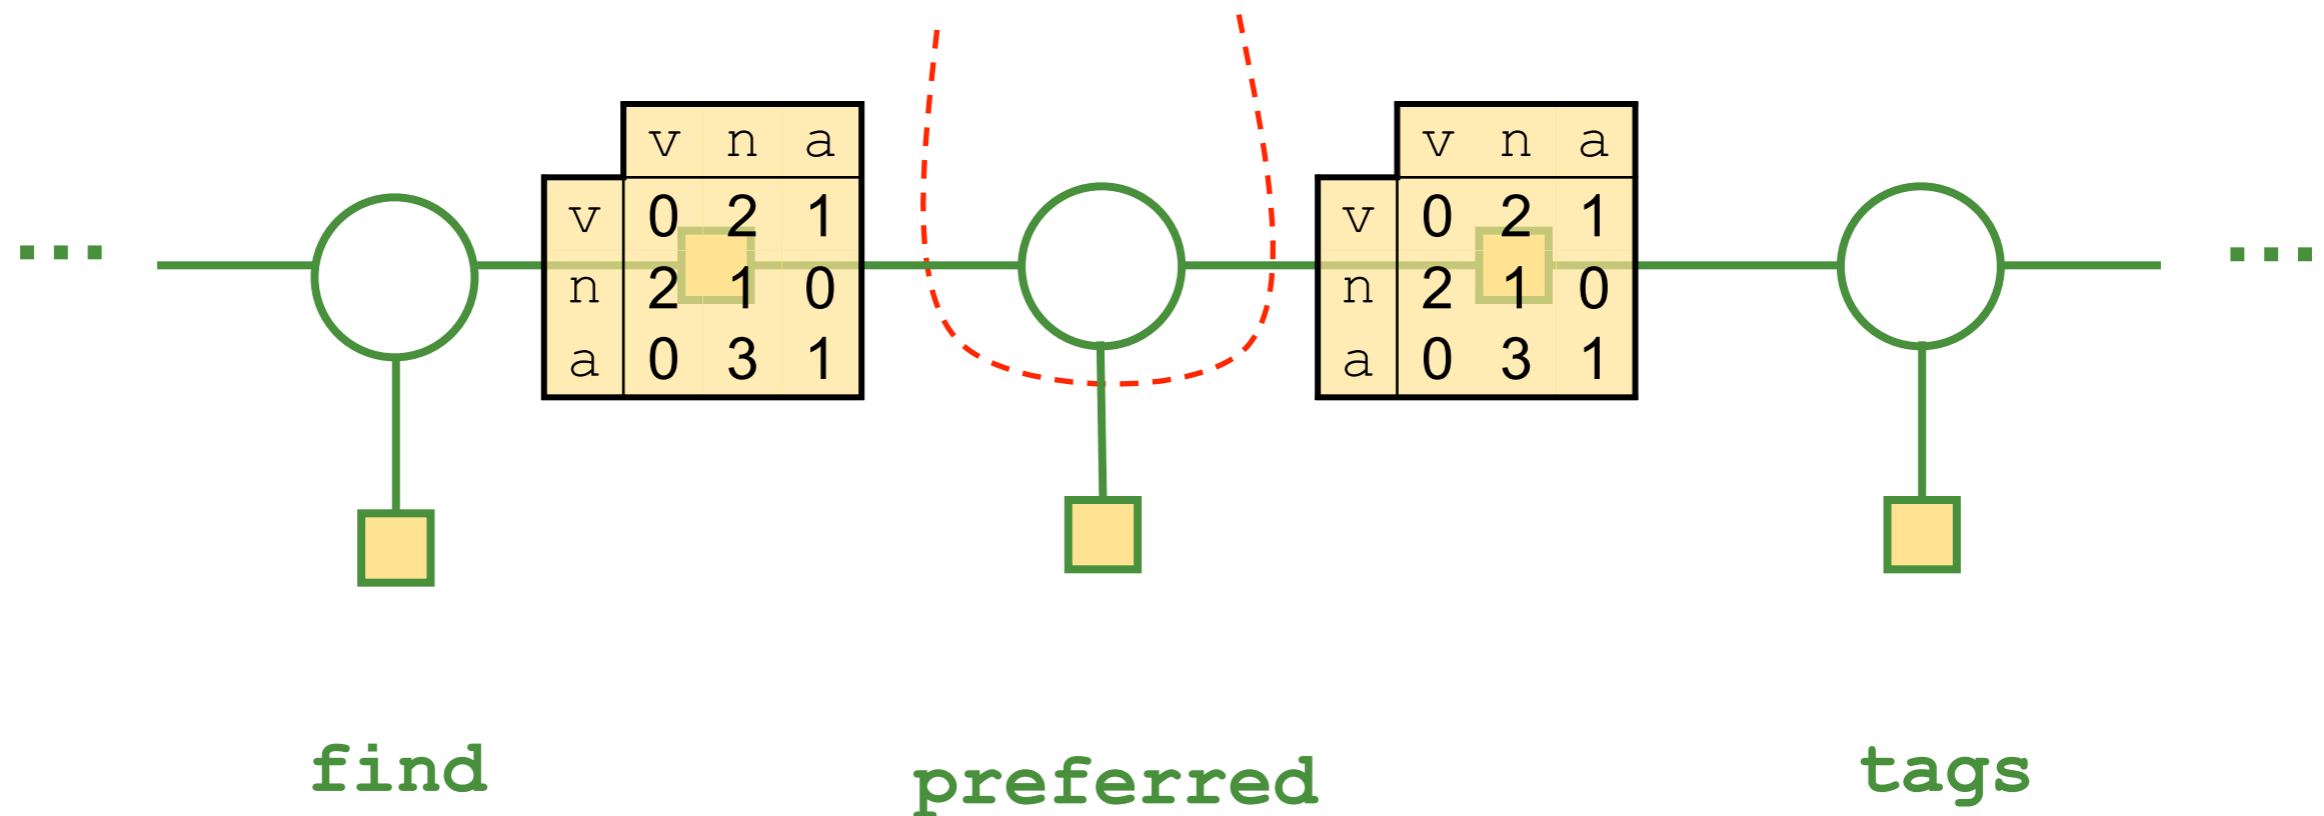 v n a v n a
v 0 2 1 v 0 2 1
... n 2 1 0 n 2 1 0 ...
a 0 3 1 a 0 3 1
find preferred tags